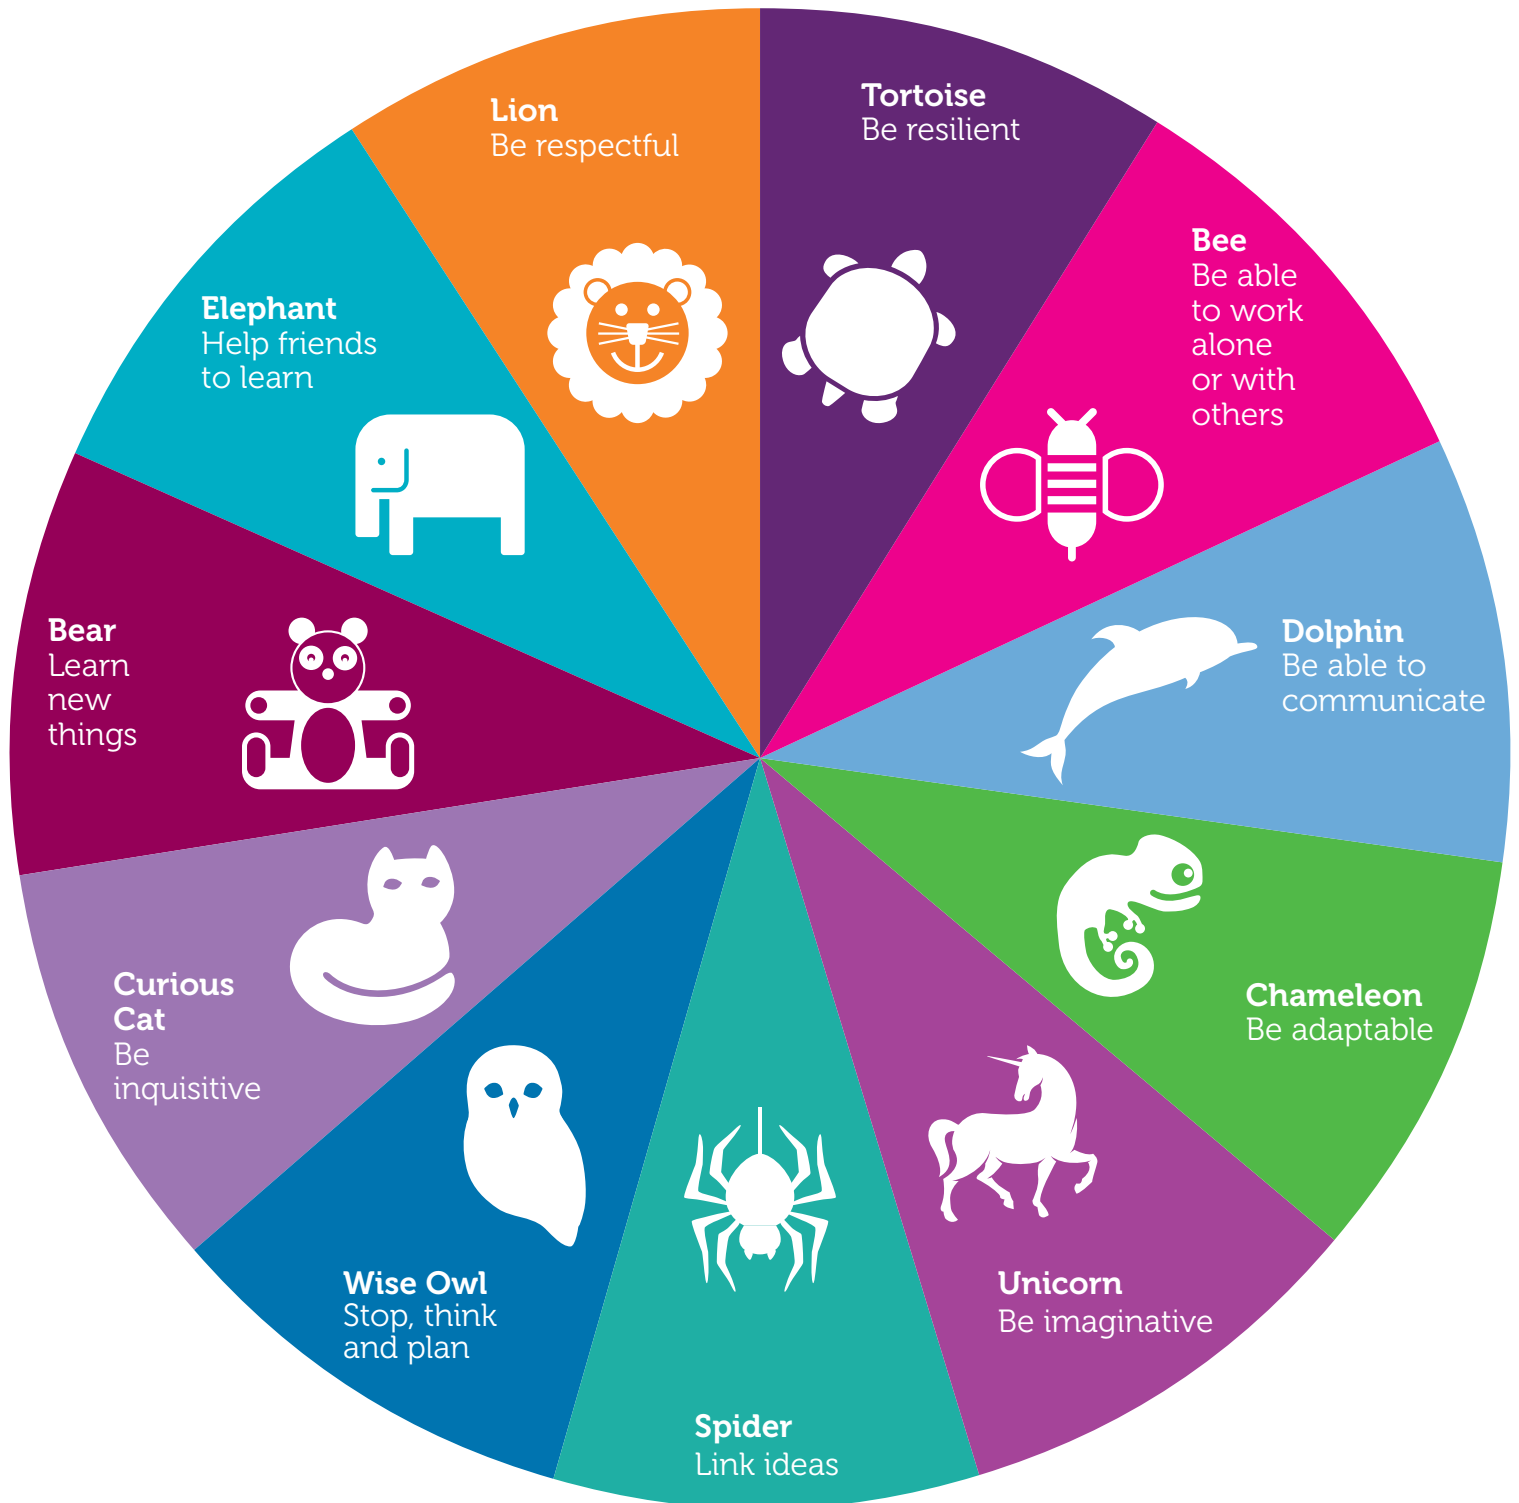 Lion
Be respectful
Tortoise
Be resilient
Bee
Be able
to work
alone
or with
others
Dolphin
Be able to
communicate
Chameleon
Be adaptable
Unicorn
Be imaginative
Spider
Link ideas
Wise Owl
Stop, think
and plan
Curious
Cat
Be
inquisitive
Bear
Learn
new
things
Elephant
Help friends
to learn